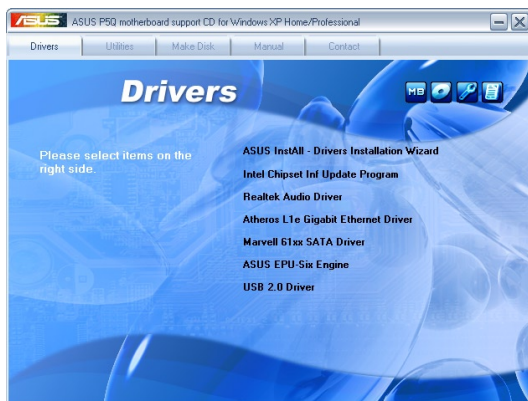 ASUS ASUS P5Q motherboard support CD for Windows XP Home/Professional
Drivers Utilities Make Disk Manual Contact
Drivers
MB
Please select items on the
right side.
ASUS InstAll - Drivers Installation Wizard
Intel Chipset Inf Update Program
Realtek Audio Driver
Atheros L1e Gigabit Ethernet Driver
Marvell 61xx SATA Driver
ASUS EPU-Six Engine
USB 2.0 Driver